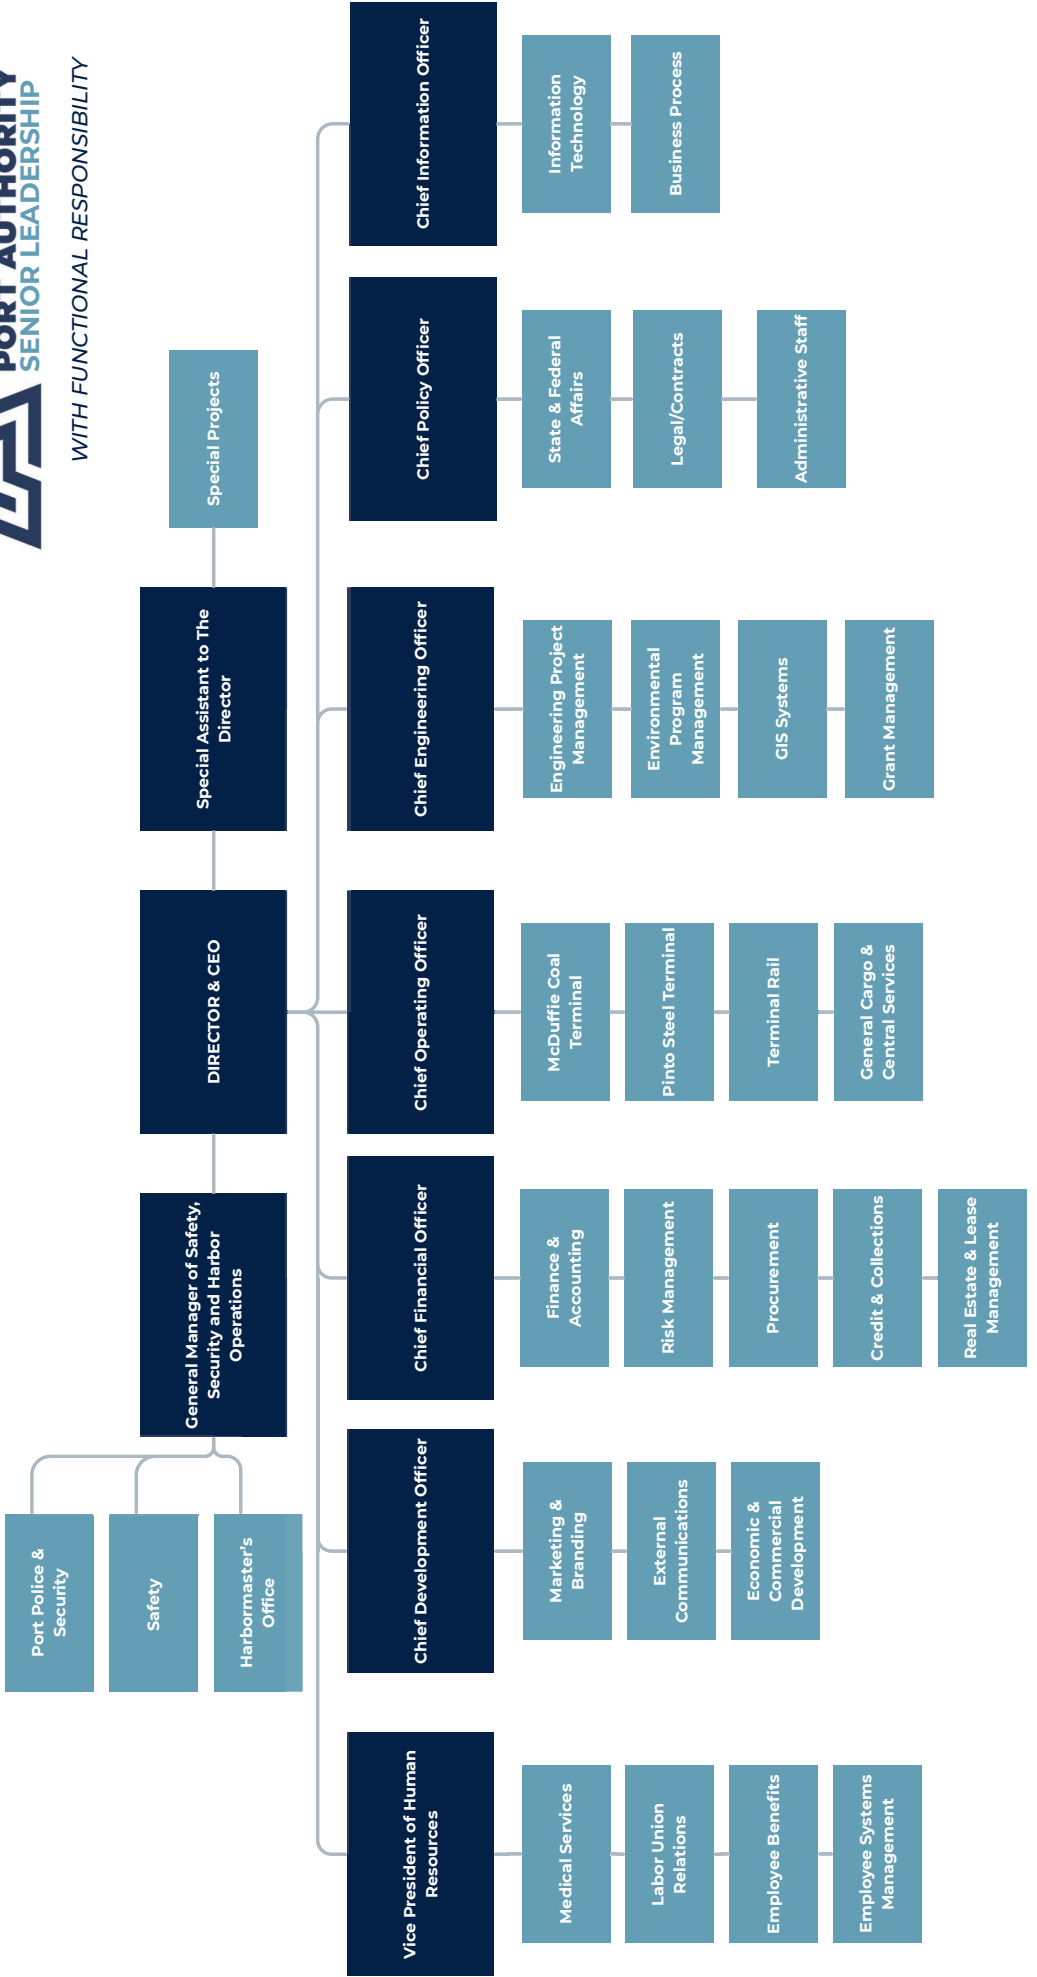 PORT AUTHORITY
SENIOR LEADERSHIP
WITH FUNCTIONAL RESPONSIBILITY
Port Police &
Security
Safety
Harbormaster's
Office
General Manager of Safety,
Security and Harbor
Operations
DIRECTOR & CEO
Special Assistant to The
Director
Special Projects
Vice President of Human
Resources
Medical Services
Labor Union
Relations
Employee Benefits
Employee Systems
Management
Chief Development Officer
Marketing &
Branding
External
Communications
Economic &
Commercial
Development
Chief Financial Officer
Finance &
Accounting
Risk Management
Procurement
Credit & Collections
Real Estate & Lease
Management
Chief Operating Officer
McDuffie Coal
Terminal
Pinto Steel Terminal
Terminal Rail
General Cargo &
Central Services
Chief Engineering Officer
Engineering Project
Management
Environmental
Program
Management
GIS Systems
Grant Management
Chief Policy Officer
State & Federal
Affairs
Legal/Contracts
Administrative Staff
Chief Information Officer
Information
Technology
Business Process